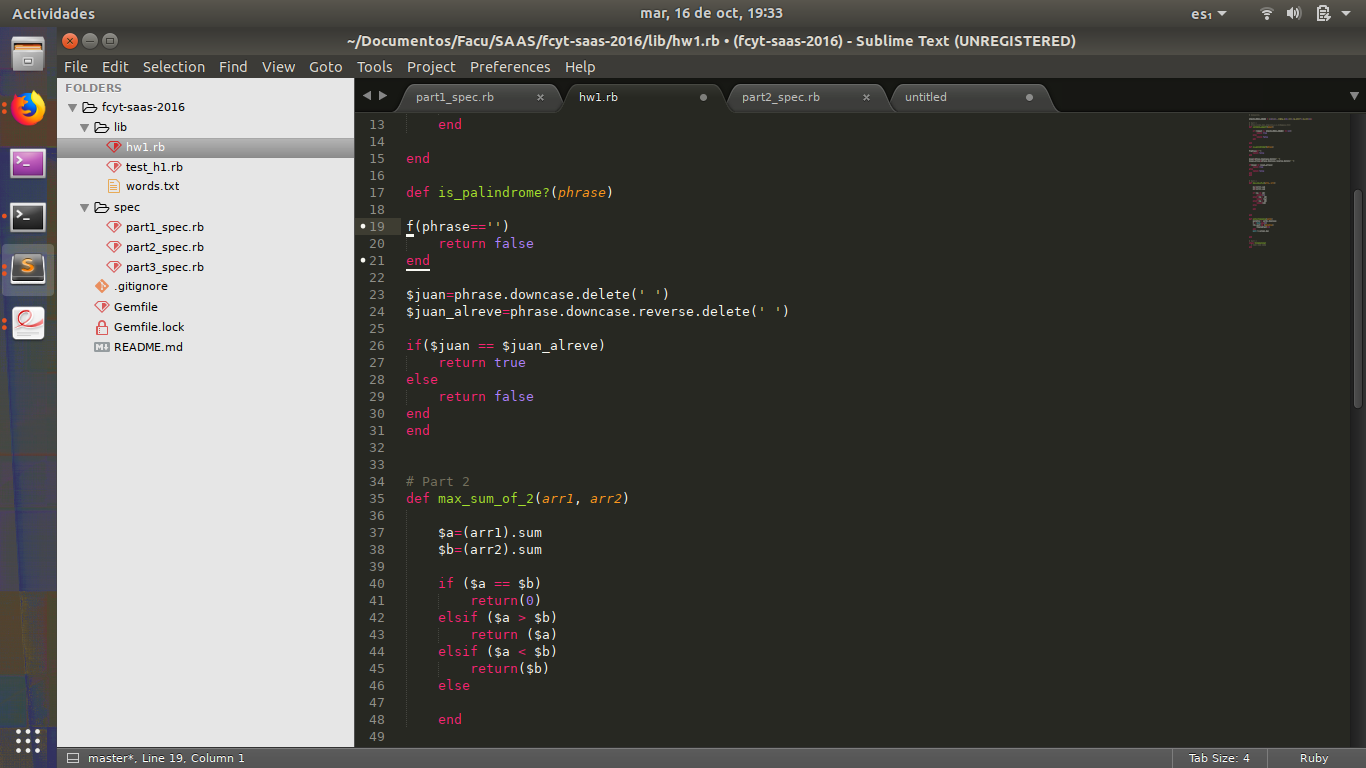 Actividades
mar, 16 de oct, 19:33
es₁
~/Documentos/Facu/SAAS/fcyt-saas-2016/lib/hw1.rb • (fcyt-saas-2016) - Sublime Text (UNREGISTERED)
File Edit Selection Find View Goto Tools Project Preferences Help
FOLDERS
fcyt-saas-2016
lib
hw1.rb
test_h1.rb
words.txt
spec
part1_spec.rb
part2_spec.rb
part3_spec.rb
.gitignore
Gemfile
Gemfile.lock
README.md
part1_spec.rb hw1.rb part2_spec.rb untitled
13 end
14
15 end
16
17 def is_palindrome?(phrase)
18
19 f(phrase=='')
20 return false
21 end
22
23 $juan=phrase.downcase.delete(' ')
24 $juan_alreve=phrase.downcase.reverse.delete(' ')
25
26 if($juan == $juan_alreve)
27 return true
28 else
29 return false
30 end
31 end
32
33
34 # Part 2
35 def max_sum_of_2(arr1, arr2)
36
37 $a=(arr1).sum
38 $b=(arr2).sum
39
40 if ($a == $b)
41 return(0)
42 elsif ($a > $b)
43 return ($a)
44 elsif ($a < $b)
45 return($b)
46 else
47
48 end
49
master*, Line 19, Column 1
Tab Size: 4
Ruby